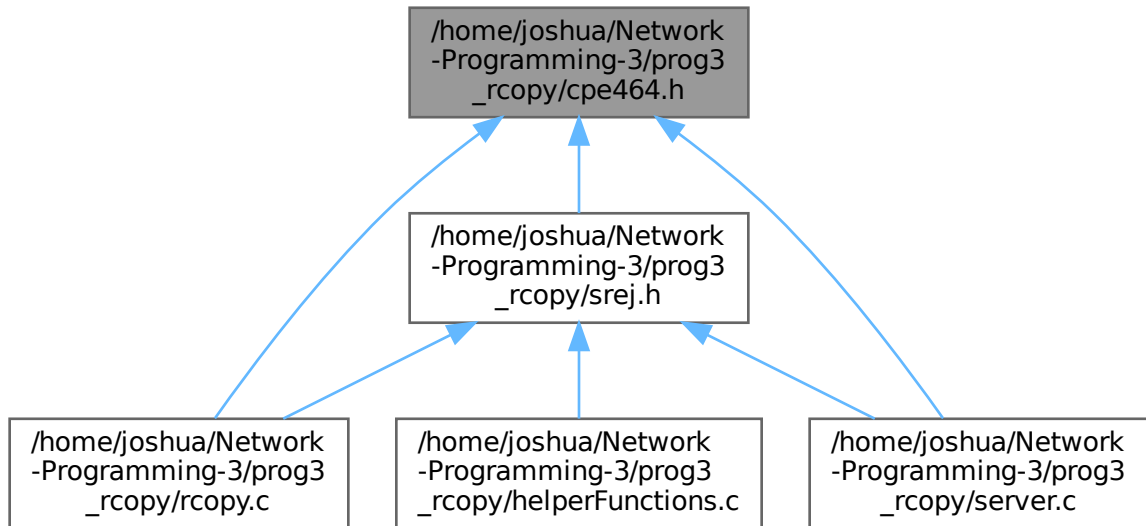 /home/joshua/Network
-Programming-3/prog3
_rcopy/cpe464.h
/home/joshua/Network
-Programming-3/prog3
_rcopy/srej.h
/home/joshua/Network
-Programming-3/prog3
_rcopy/rcopy.c
/home/joshua/Network
-Programming-3/prog3
_rcopy/helperFunctions.c
/home/joshua/Network
-Programming-3/prog3
_rcopy/server.c